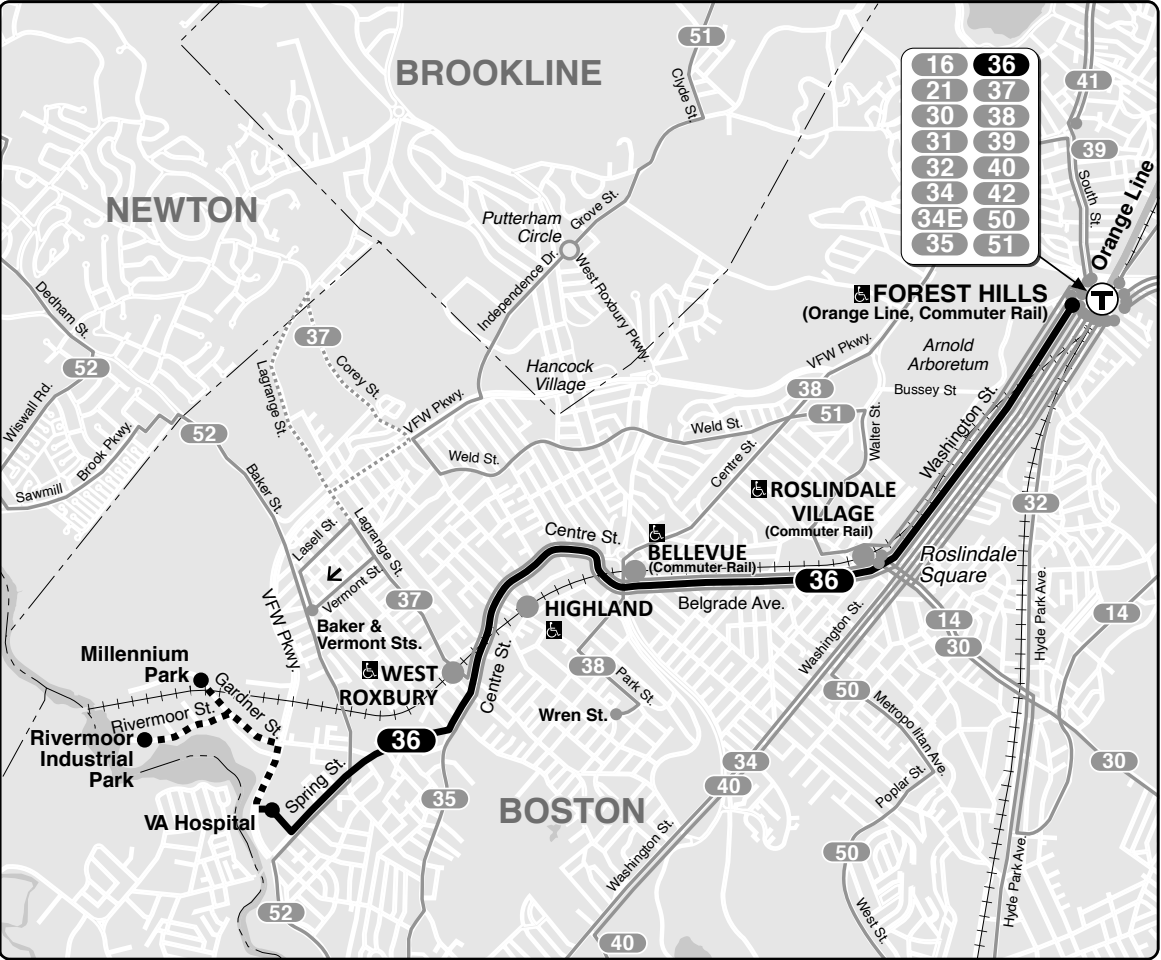 51
BROOKLINE
Clyde St.
16 36
21 37
30 38
31 39
32 40
34 42
34E 50
35 51
41
39
South St.
Orange Line
NEWTON
Putterham
Circle
Grove St.
Independence Dr.
West Roxbury Pkwy.
Dedham St.
52
Wiswall Rd.
Sawmill Brook Pkwy.
52
37
Lagrange St.
Corey St.
VFW Pkwy.
Hancock
Village
FOREST HILLS
(Orange Line, Commuter Rail)
T
Arnold
Arboretum
VFW Pkwy.
Bussey St
38
51
Weld St.
Weld St.
Centre St.
Walter St.
Washington St.
Baker St.
Lasell St.
Lagrange St.
Vermont St.
37
VFW Pkwy.
Baker &
Vermont Sts.
ROSLINDALE
VILLAGE
(Commuter Rail)
32
Centre St.
BELLEVUE
(Commuter Rail)
36
Roslindale
Square
Belgrade Ave.
HIGHLAND
Hyde Park Ave.
14
14
30
Washington St.
WEST
ROXBURY
Centre St.
38
Park St.
Wren St.
50
Metropolitan Ave.
Poplar St.
Millennium
Park
Gardner St.
Rivermoor St.
Rivermoor
Industrial
Park
36
Spring St.
VA Hospital
35
34
40
30
BOSTON
Washington St.
50
West St.
Hyde Park Ave.
52
40